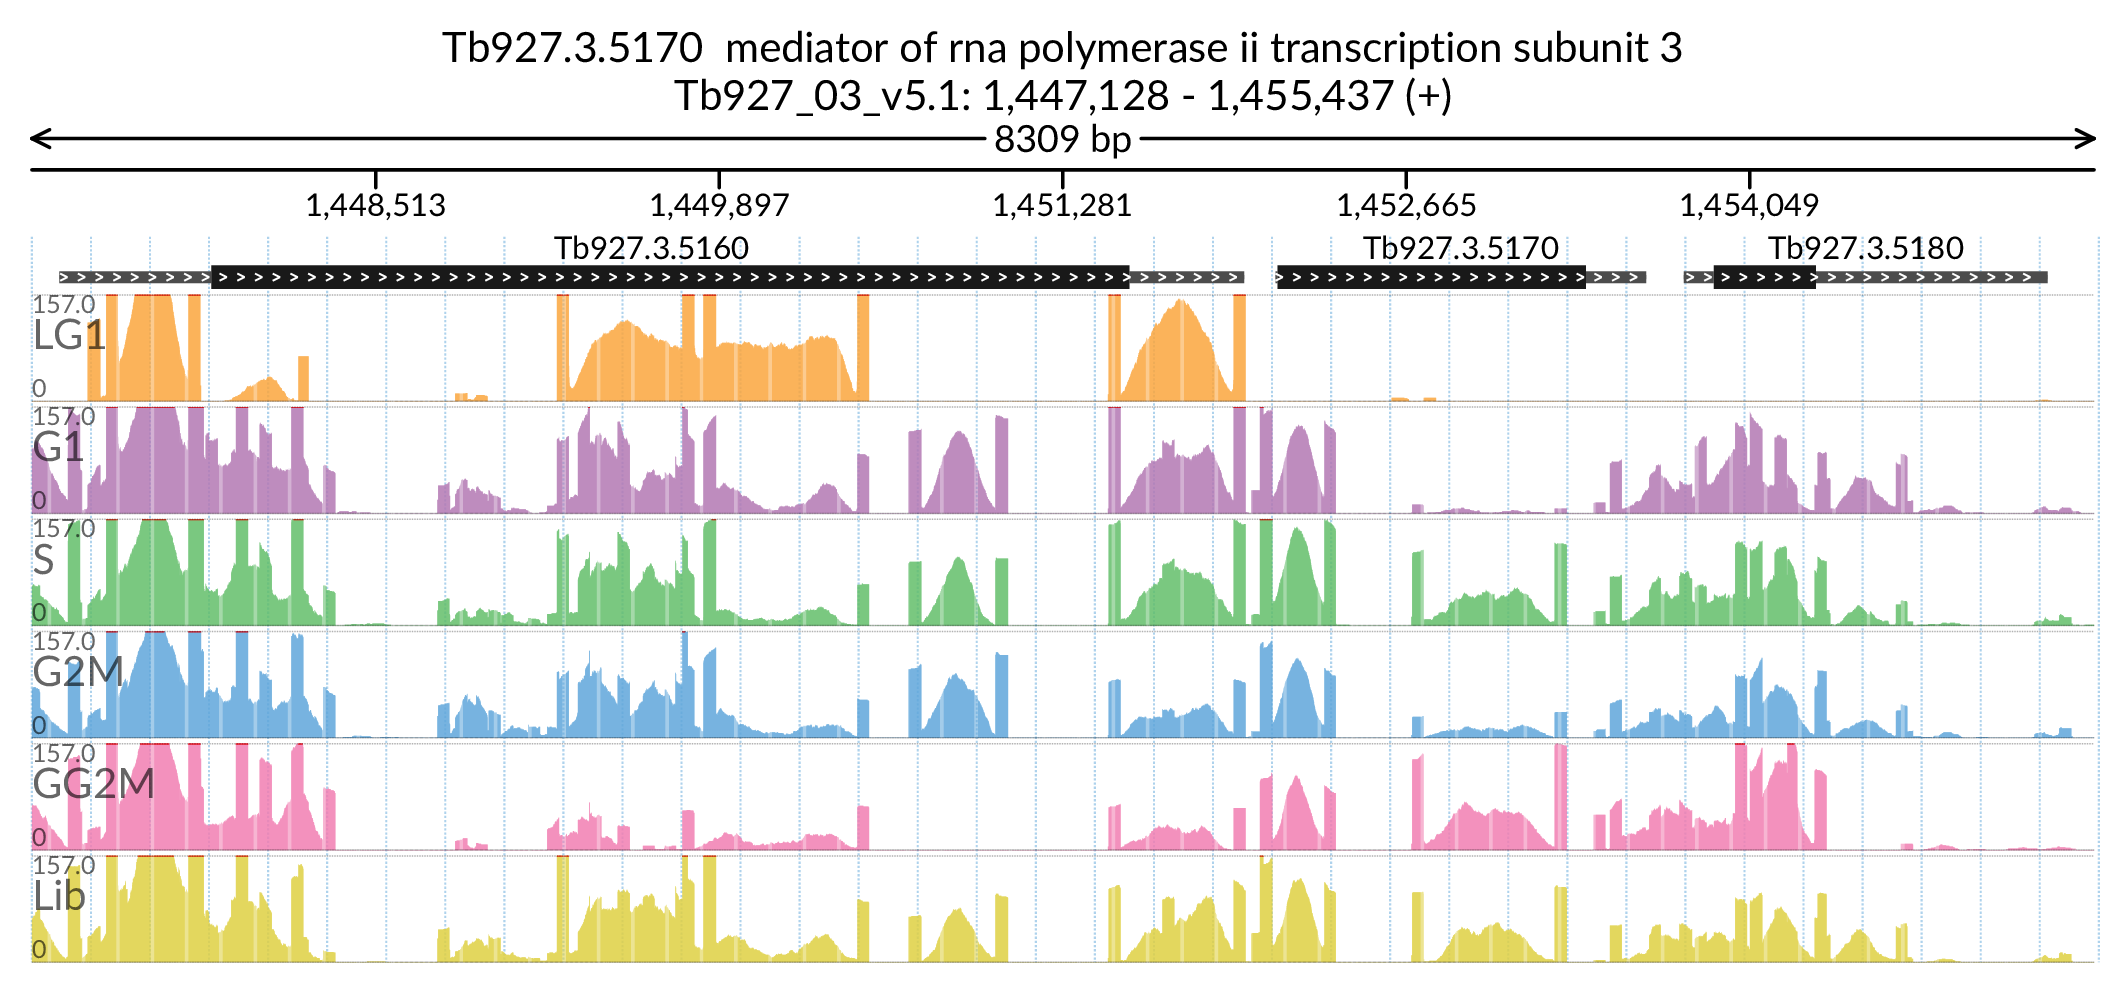 Tb927.3.5170  mediator of rna polymerase ii transcription subunit 3
Tb927_03_v5.1: 1,447,128 - 1,455,437 (+)
8309 bp
1,448,513 1,449,897 1,451,281 1,452,665 1,454,049
Tb927.3.5160 Tb927.3.5170 Tb927.3.5180
157.0
LG1
0
157.0
G1
0
157.0
S
0
157.0
G2M
0
157.0
GG2M
0
157.0
Lib
0